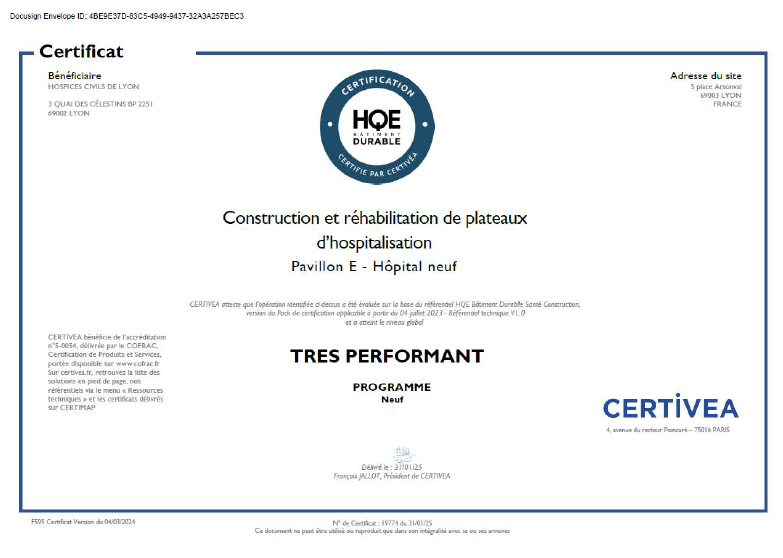 Docusign Envelope ID: 4BE9E37D-83C5-4949-9437-32A3A257BEC3
Certificat
Bénéficiaire
HOSPICES CIVILS DE LYON
3 QUAI DES CÉLESTINS BP 2251
69002 LYON
CERTIFICATION
HQE
BÂTIMENT
DURABLE
CERTIFIÉ PAR CERTIVÉA
Adresse du site
5 place Arsonval
69003 LYON
FRANCE
Construction et réhabilitation de plateaux
d'hospitalisation
Pavillon E - Hôpital neuf
CERTIVEA atteste que l'opération identifiée ci-dessus a été évaluée sur la base du référentiel HQE Bâtiment Durable Santé Construction,
version du Pack de certification applicable à partir du 04 juillet 2023 - Référentiel technique V1.0
et a atteint le niveau global
CERTIVEA bénéficie de l'accréditation
n°5-0054, délivrée par le COFRAC,
Certification de Produits et Services,
portée disponible sur www.cofrac.fr
Sur certivea.fr, retrouvez la liste des
solutions en pied de page, nos
référentiels via le menu « Ressources
techniques » et les certificats délivrés
sur CERTIMAP
TRES PERFORMANT
PROGRAMME
Neuf
CERTIVEA
4, avenue du recteur Poincaré – 75016 PARIS
Délivré le : 31/01/25
François JALLOT, Président de CERTIVEA
F595 Certificat Version du 04/03/2024
N° de Certificat : 19774 du 31/01/25
Ce document ne peut être utilisé ou reproduit que dans son intégralité avec sa ou ses annexes